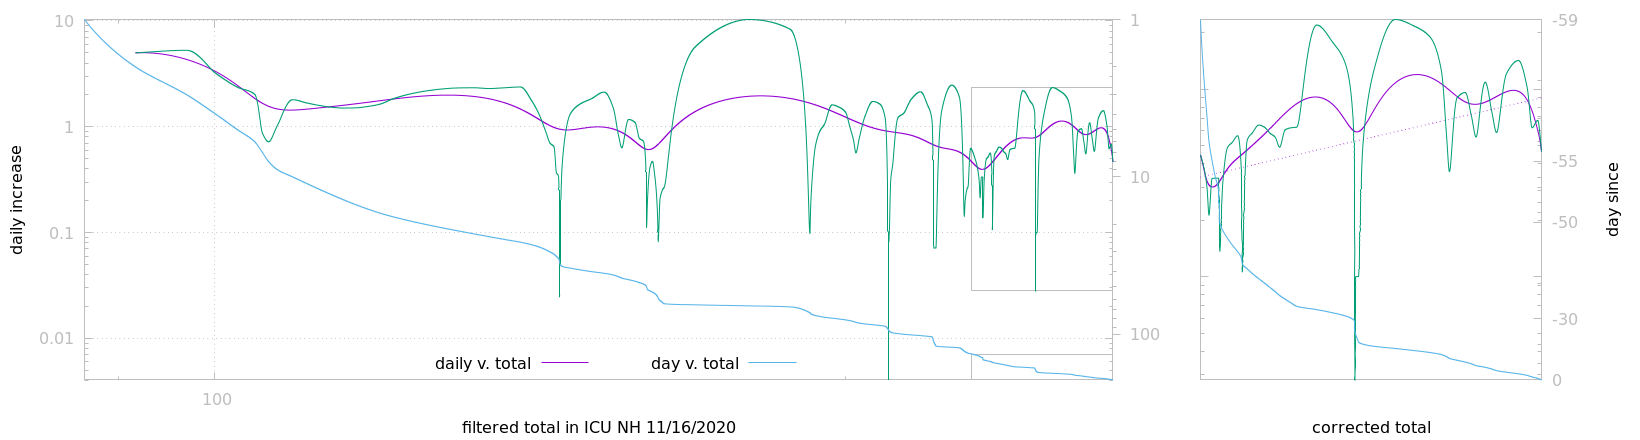 10
1
0.1
0.01
daily increase
daily v. total
day v. total
100
filtered total in ICU NH 11/16/2020
1
10
100
-59
-55
-50
-30
0
day since
corrected total